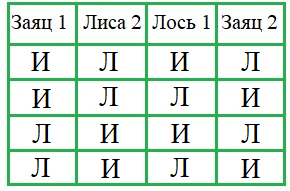 Заяц 1 Лиса 2 Лось 1 Заяц 2
И Л И Л
И Л Л И
Л И И Л
Л И Л И